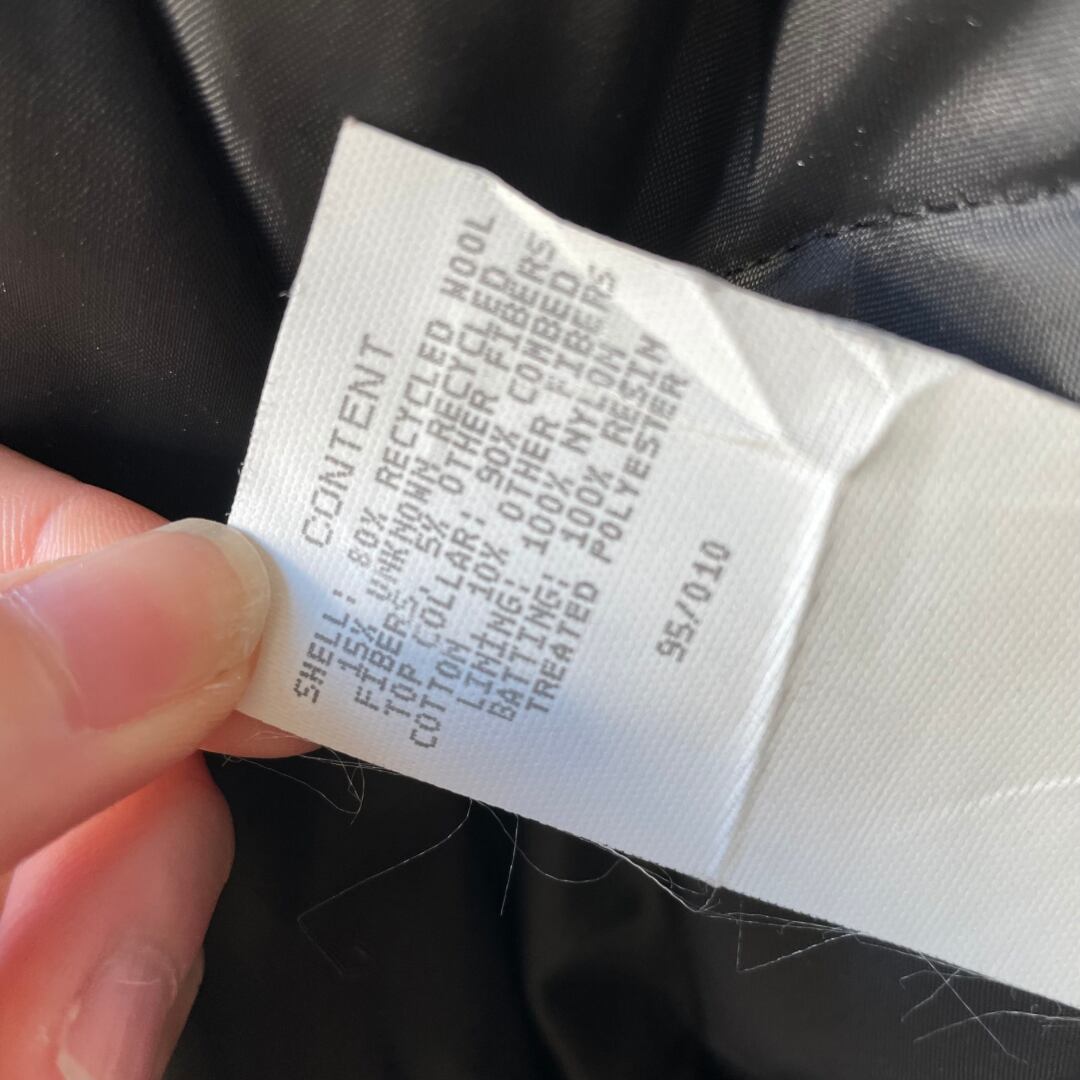 CONTENT
SHELL: 80% RECYCLED WOOL
15% UNKNOWN RECYCLED
FIBERS, 5% OTHER FIBERS
TOP COLLAR: 90% COMBED
COTTON 10% OTHER FIBERS
LINING: 100% NYLON
BATTING: 100% RESIN
TREATED POLYESTER
95/010